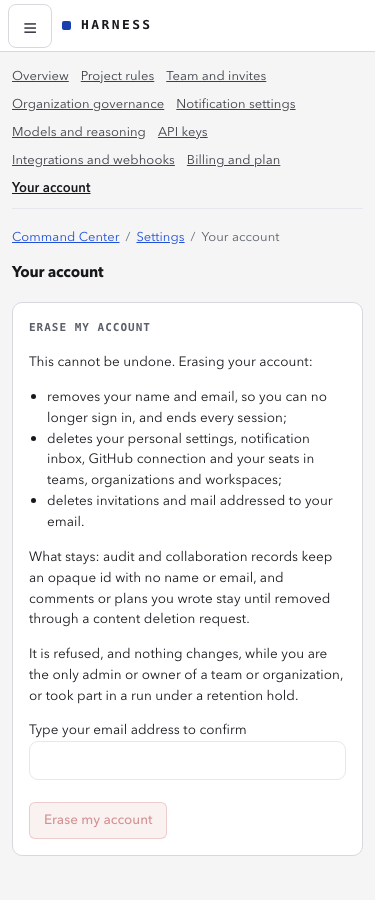 HARNESS
Overview Project rules Team and invites
Organization governance Notification settings
Models and reasoning API keys
Integrations and webhooks Billing and plan
Your account
Command Center / Settings / Your account
Your account
ERASE MY ACCOUNT
This cannot be undone. Erasing your account:
• removes your name and email, so you can no
longer sign in, and ends every session;
• deletes your personal settings, notification
inbox, GitHub connection and your seats in
teams, organizations and workspaces;
• deletes invitations and mail addressed to your
email.
What stays: audit and collaboration records keep
an opaque id with no name or email, and
comments or plans you wrote stay until removed
through a content deletion request.
It is refused, and nothing changes, while you are
the only admin or owner of a team or organization,
or took part in a run under a retention hold.
Type your email address to confirm
Erase my account